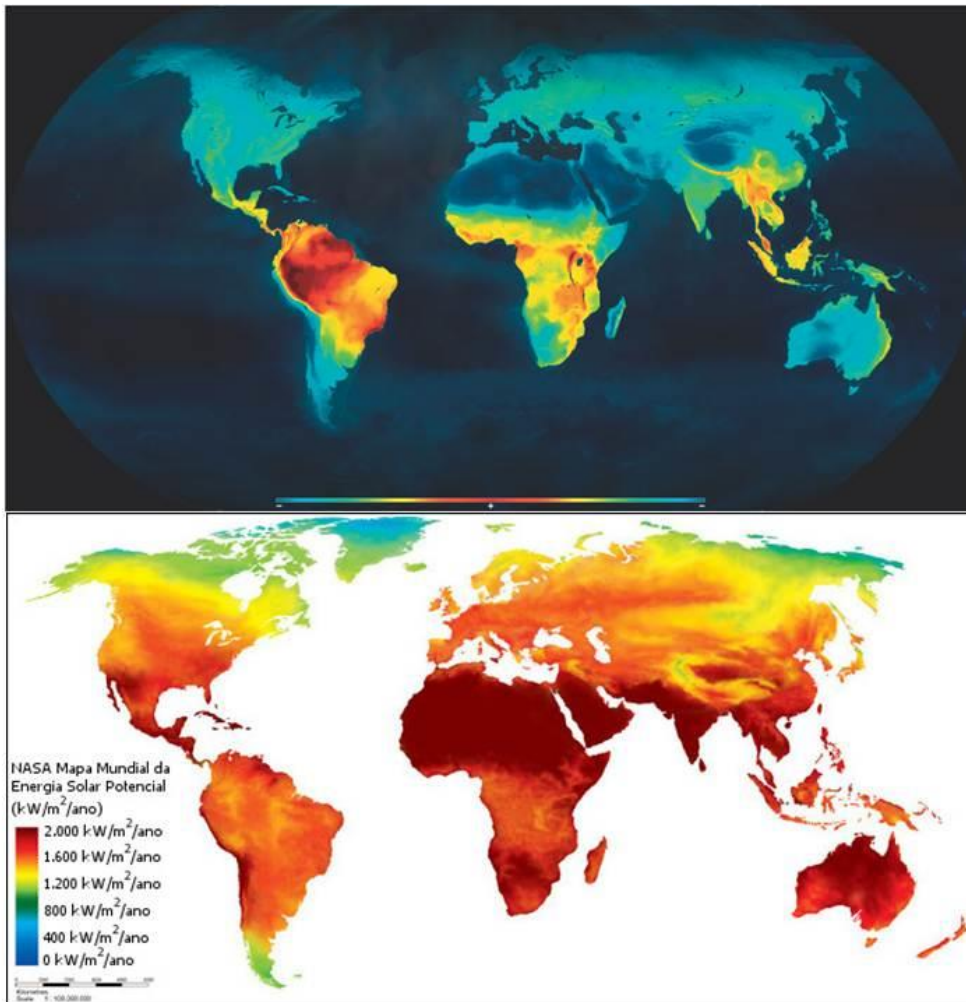 - + -
NASA Mapa Mundial da
Energia Solar Potencial
(kW/m²/ano)
2.000 kW/m²/ano
1.600 kW/m²/ano
1.200 kW/m²/ano
800 kW/m²/ano
400 kW/m²/ano
0 kW/m²/ano
Kilometres